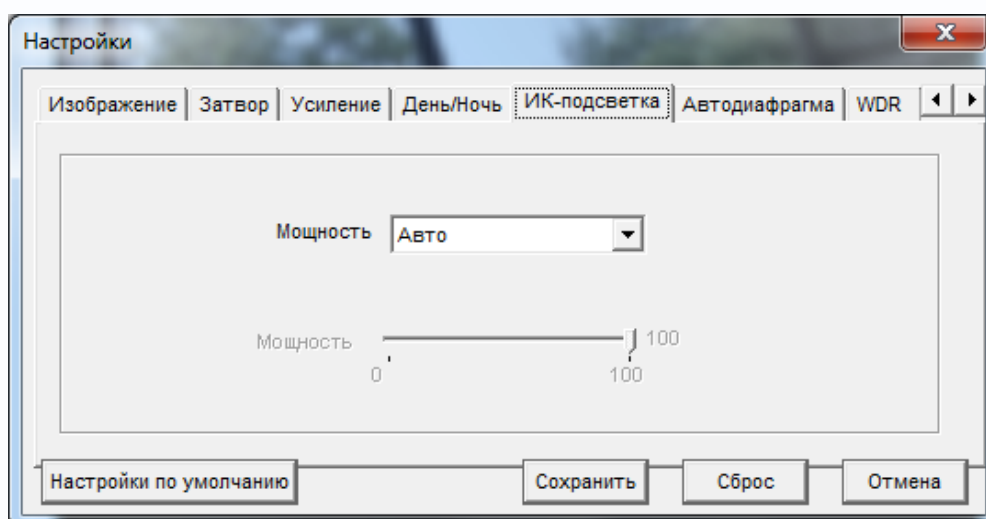 Настройки
Изображение Затвор Усиление День/Ночь ИК-подсветка Автодиафрагма WDR
Мощность Авто
Мощность 100
0 100
Настройки по умолчанию Сохранить Сброс Отмена